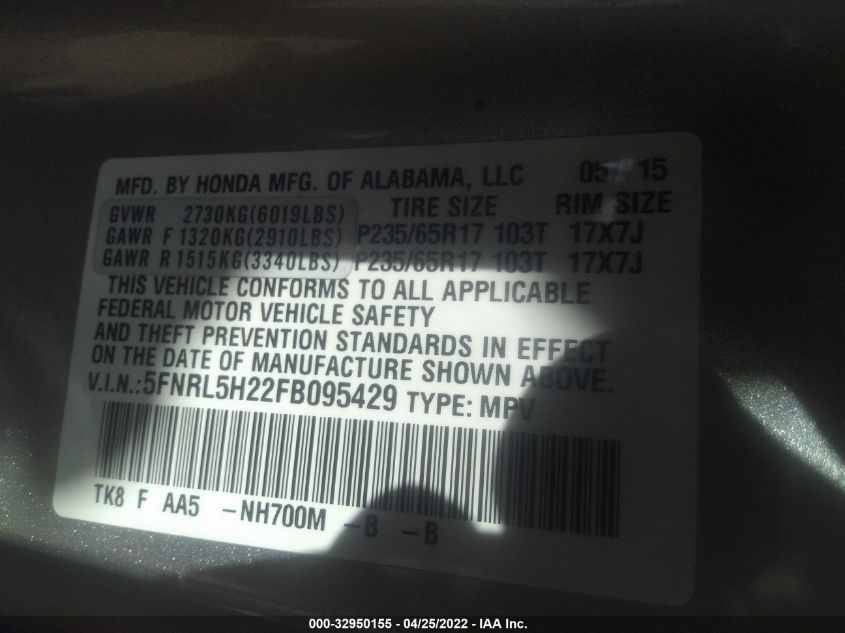 MFD. BY HONDA MFG. OF ALABAMA, LLC 05/15
GVWR 2730KG(6019LBS) TIRE SIZE RIM SIZE
GAWR F 1320KG(2910LBS) P235/65R17 103T 17X7J
GAWR R 1515KG(3340LBS) P235/65R17 103T 17X7J
THIS VEHICLE CONFORMS TO ALL APPLICABLE
FEDERAL MOTOR VEHICLE SAFETY
AND THEFT PREVENTION STANDARDS IN EFFECT
ON THE DATE OF MANUFACTURE SHOWN ABOVE.
V.I.N.:5FNRL5H22FB095429 TYPE: MPV
TK8 F AA5 -NH700M -B -B
000-32950155 - 04/25/2022 - IAA Inc.